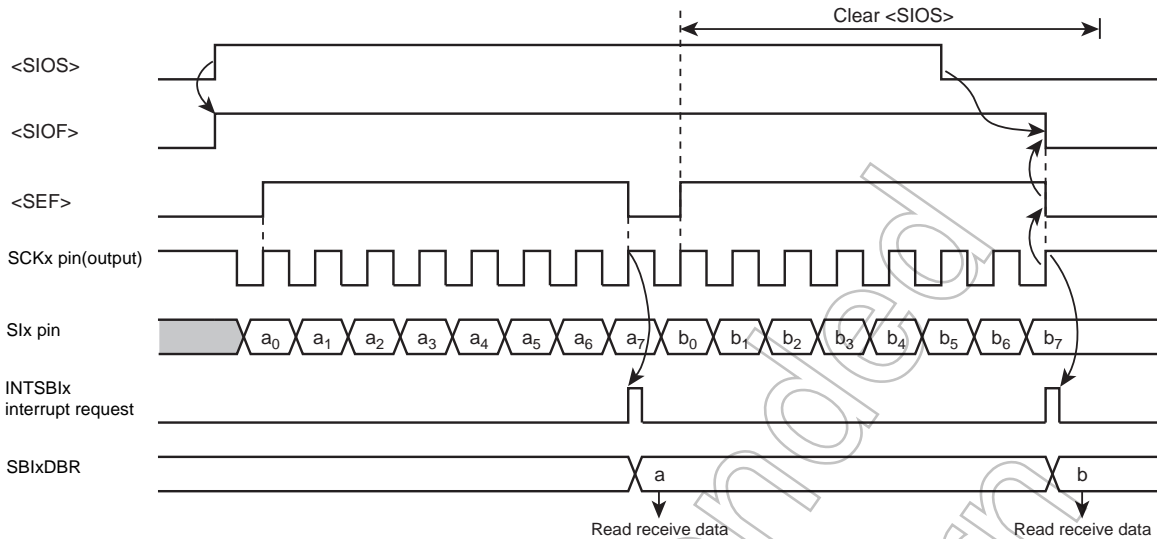 Clear <SIOS>
<SIOS>
<SIOF>
<SEF>
SCKx pin(output)
SIx pin
a0 a1 a2 a3 a4 a5 a6 a7 b0 b1 b2 b3 b4 b5 b6 b7
INTSBIx
interrupt request
SBIxDBR
a b
Read receive data Read receive data